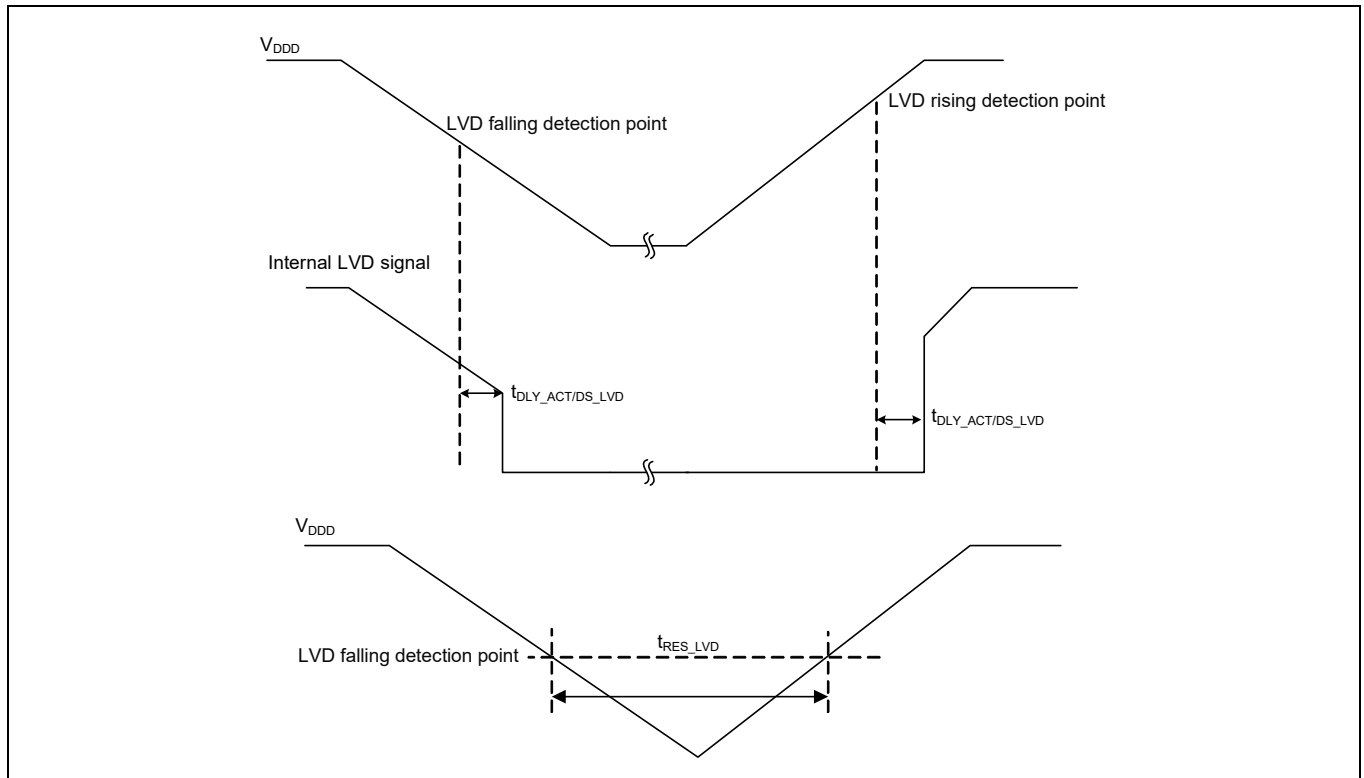 VDDD
LVD rising detection point
LVD falling detection point
Internal LVD signal
tDLY_ACT/DS_LVD
tDLY_ACT/DS_LVD
VDDD
tRES_LVD
LVD falling detection point